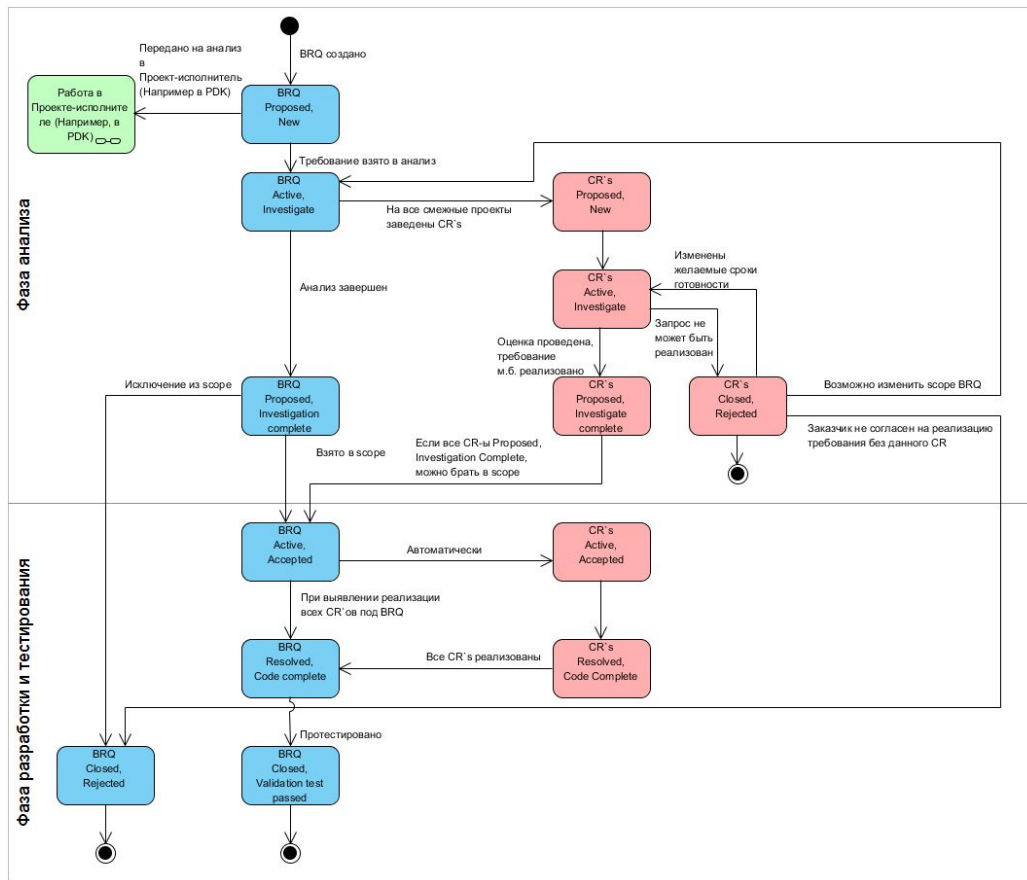 BRQ создано
Передано на анализ
в
Проект-исполнитель
(Например в PDK)
Работа в
Проекте-исполните
ле (Например, в
PDK)
BRQ
Proposed,
New
Требование взято в анализ
BRQ
Active,
Investigate
На все смежные проекты
заведены CR`s
CR`s
Proposed,
New
Фаза анализа
Изменены
желаемые сроки
готовности
CR`s
Active,
Investigate
Анализ завершен
Запрос не
может быть
реализован
Оценка проведена,
требование
м.б. реализовано
Исключение из scope
BRQ
Proposed,
Investigation
complete
CR`s
Proposed,
Investigate
complete
CR`s
Closed,
Rejected
Возможно изменить scope BRQ
Заказчик не согласен на реализацию
требования без данного CR
Взято в scope
Если все CR-ы Proposed,
Investigation Complete,
можно брать в scope
Фаза разработки и тестирования
BRQ
Active,
Accepted
Автоматически
CR`s
Active,
Accepted
При выявлении реализации
всех CR`ов под BRQ
BRQ
Resolved,
Code complete
Все CR`s реализованы
CR`s
Resolved,
Code Complete
Протестировано
BRQ
Closed,
Rejected
BRQ
Closed,
Validation test
passed